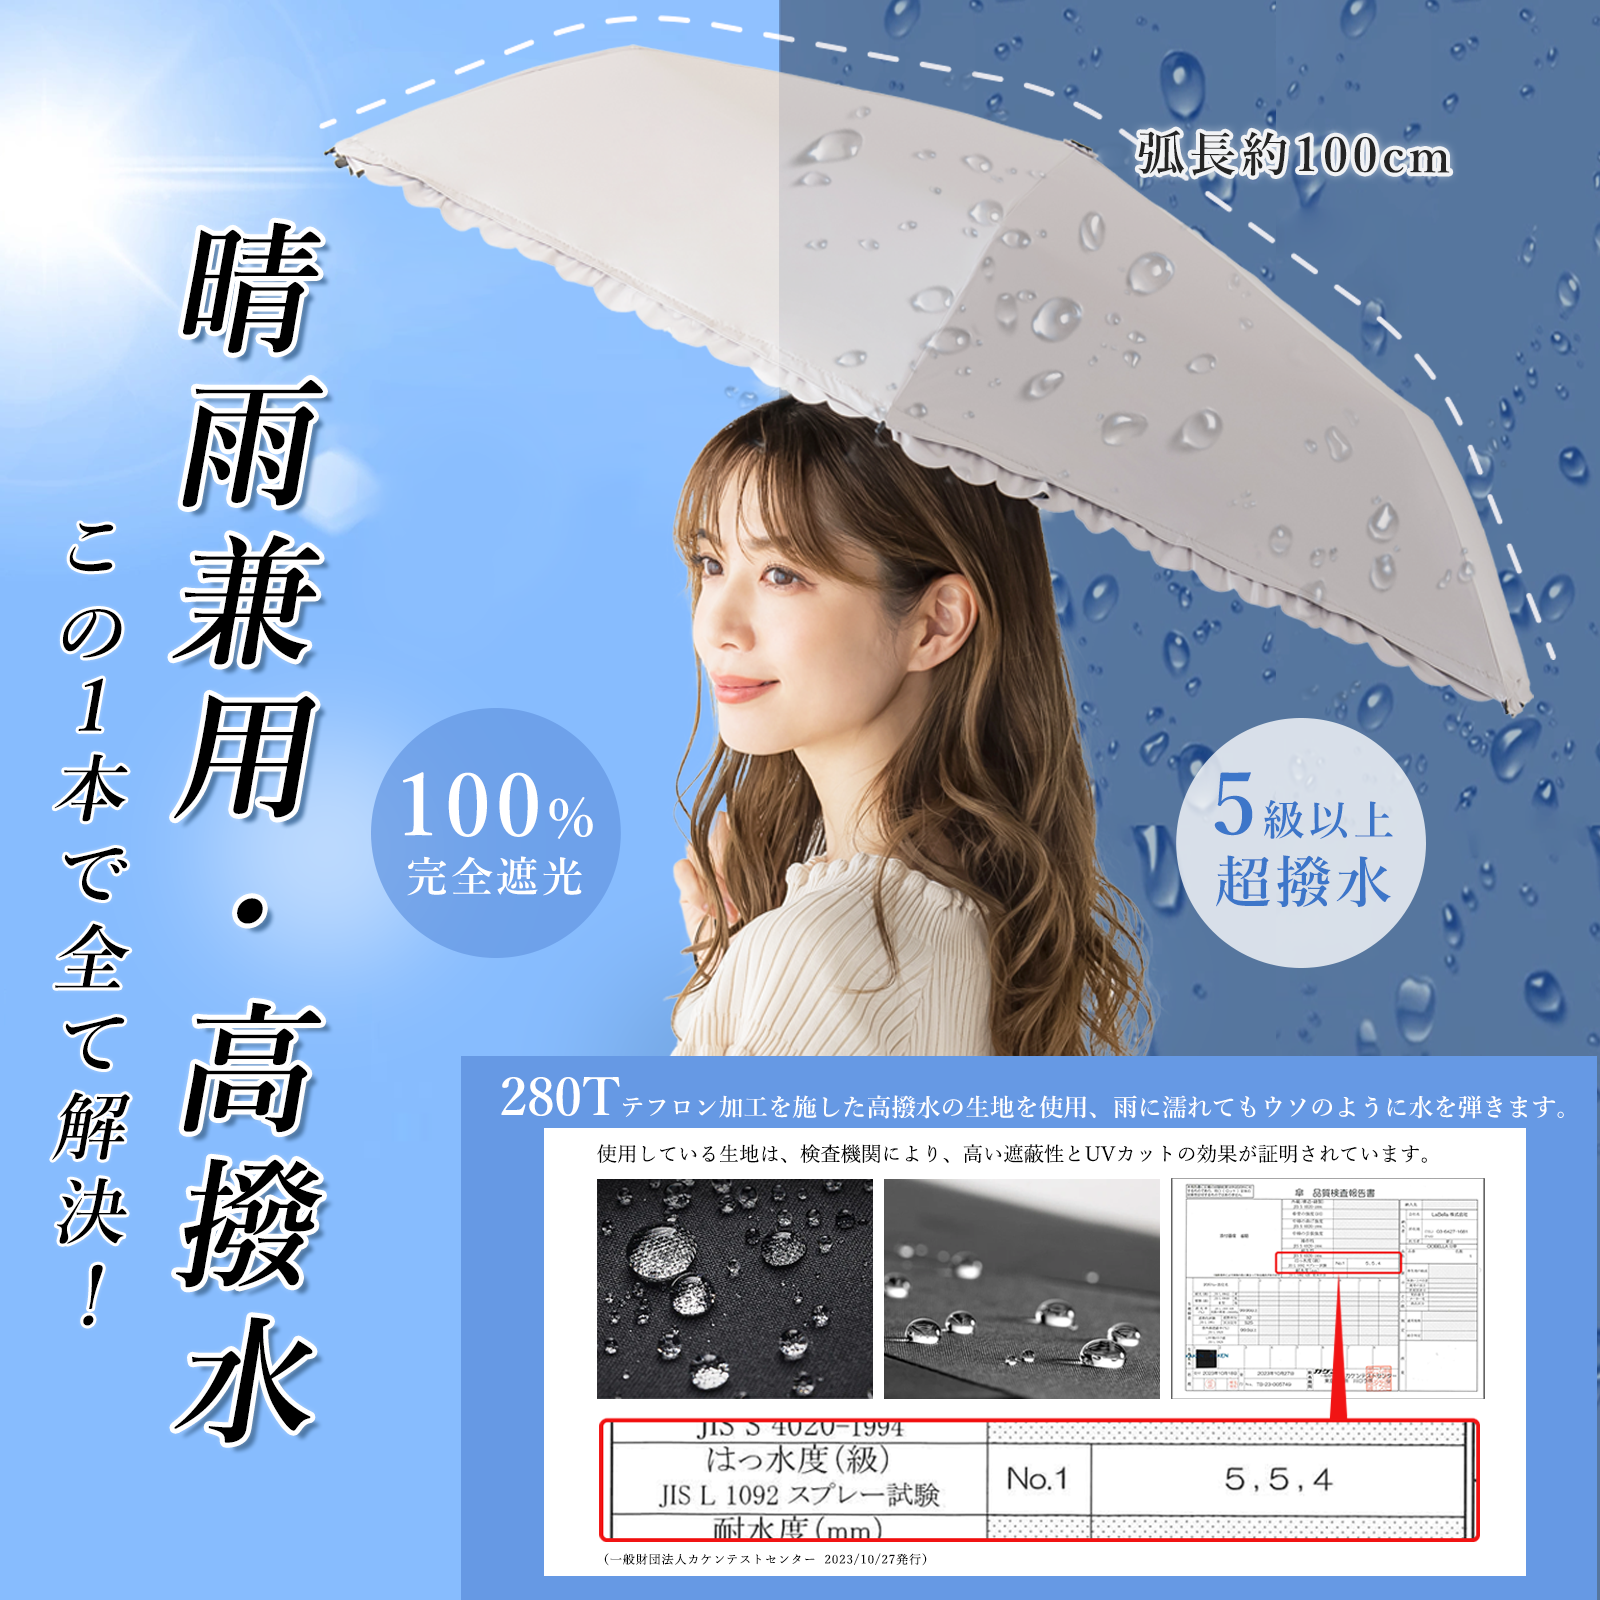 弧長約100cm
晴雨兼用・高撥水
この1本で全て解決！
100%
完全遮光
5級以上
超撥水
280Tテフロン加工を施した高撥水の生地を使用、雨に濡れてもウソのように水を弾きます。
使用している生地は、検査機関により、高い遮蔽性とUVカットの効果が証明されています。
傘 品質検査報告書
JIS S 4020-1994
はっ水度(級)
JIS L 1092 スプレー試験
No.1
5,5,4
耐水度(mm)
(一般財団法人カケンテストセンター 2023/10/27発行)